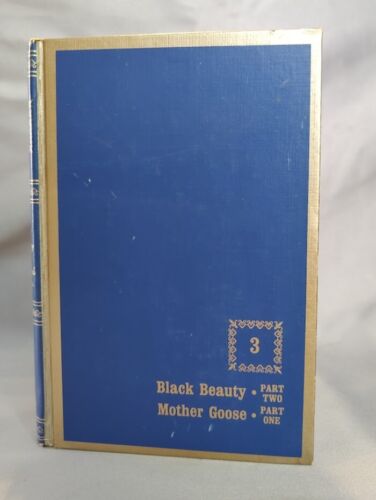 3
Black Beauty • PART TWO
Mother Goose • PART ONE